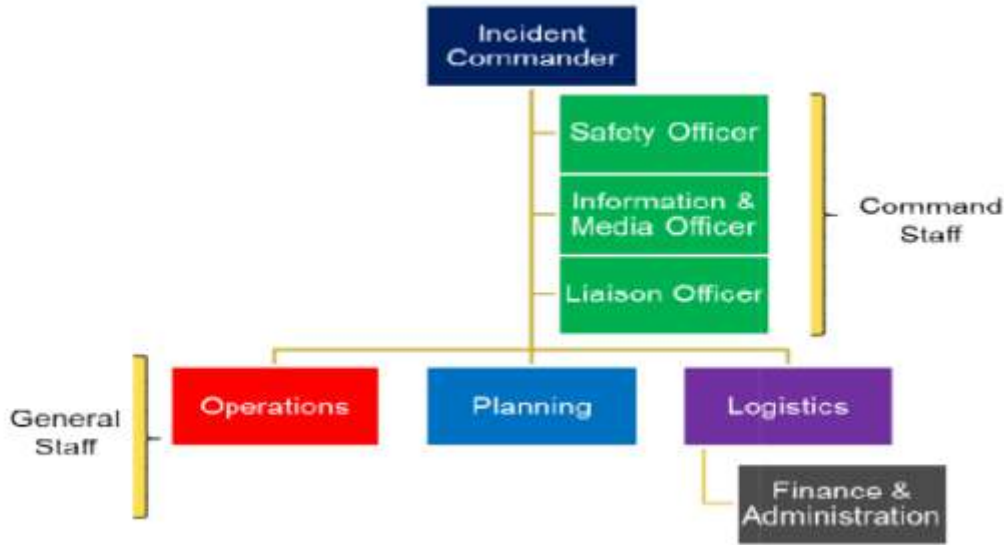 Incident
Commander
Safety Officer
Information &
Media Officer
Liaison Officer
Command
Staff
General
Staff
Operations
Planning
Logistics
Finance &
Administration